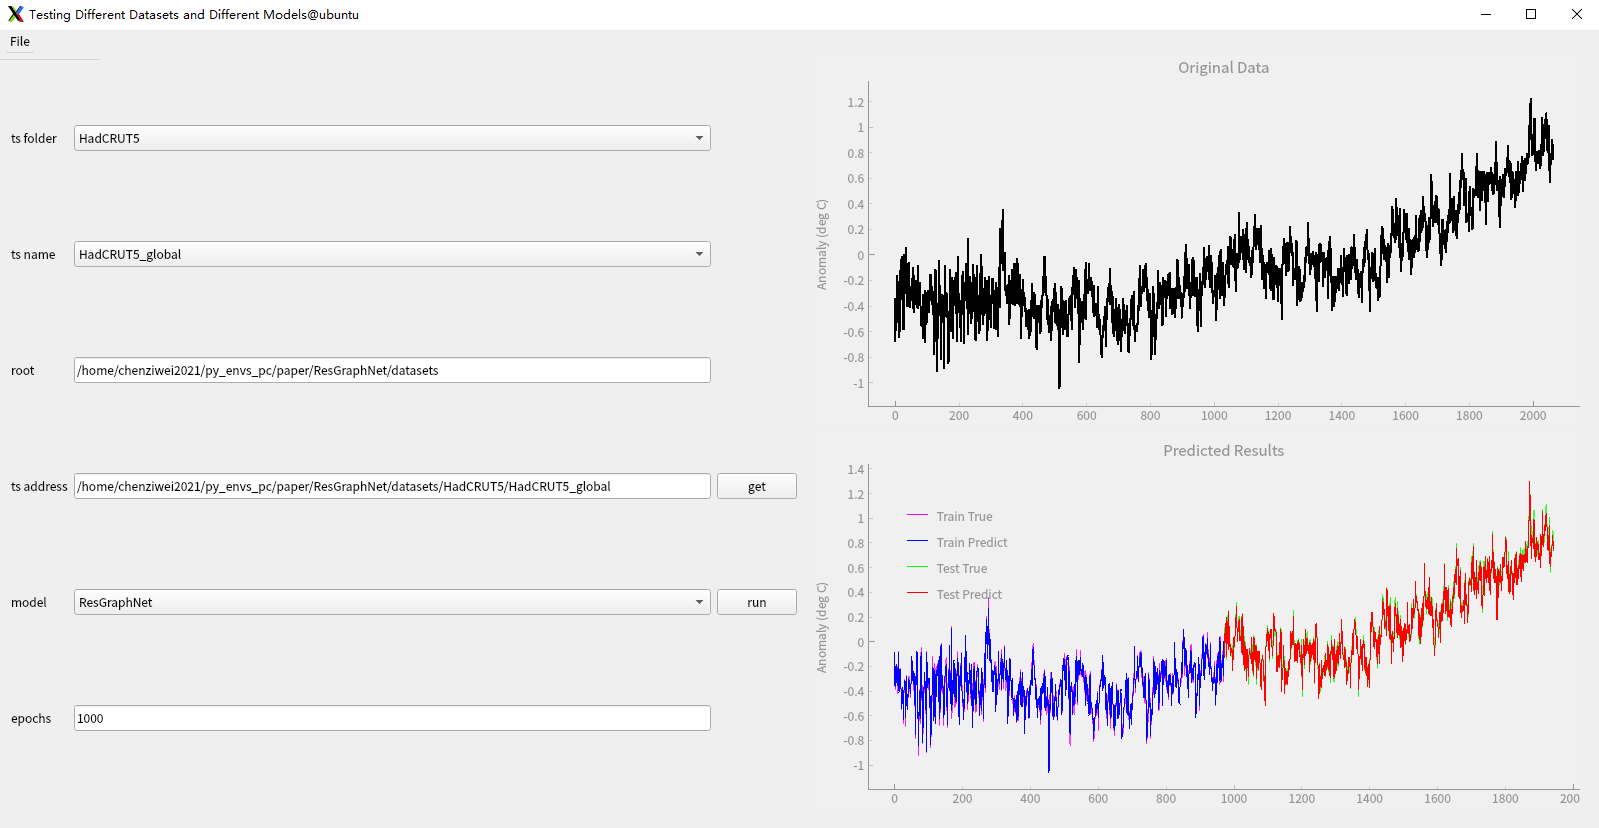 Testing Different Datasets and Different Models@ubuntu
File
ts folder
HadCRUT5
ts name
HadCRUT5_global
root
/home/chenziwei2021/py_envs_pc/paper/ResGraphNet/datasets
ts address
/home/chenziwei2021/py_envs_pc/paper/ResGraphNet/datasets/HadCRUT5/HadCRUT5_global
get
model
ResGraphNet
run
epochs
1000
Original Data
Anomaly (deg C)
1.2
1
0.8
0.6
0.4
0.2
0
-0.2
-0.4
-0.6
-0.8
-1
0 200 400 600 800 1000 1200 1400 1600 1800 2000
Predicted Results
Anomaly (deg C)
1.4
1.2
1
0.8
0.6
0.4
0.2
0
-0.2
-0.4
-0.6
-0.8
-1
Train True
Train Predict
Test True
Test Predict
0 200 400 600 800 1000 1200 1400 1600 1800 200